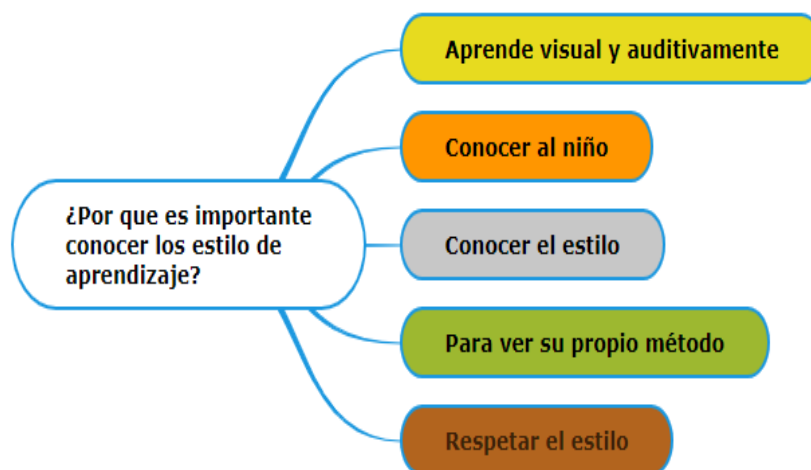 ¿Por que es importante
conocer los estilo de
aprendizaje?
Aprende visual y auditivamente
Conocer al niño
Conocer el estilo
Para ver su propio método
Respetar el estilo